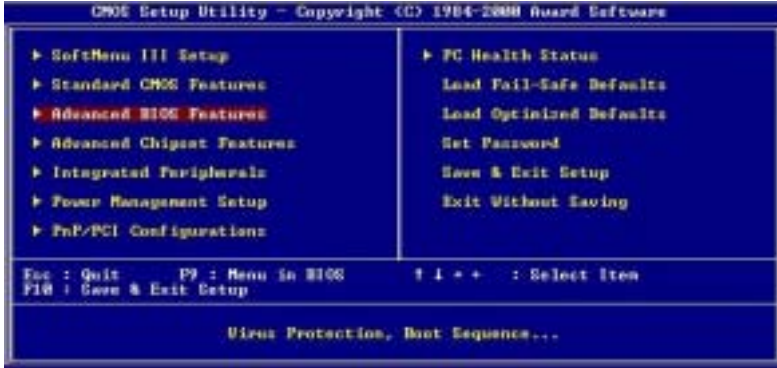 CMOS Setup Utility - Copyright (C) 1984-2000 Award Software
▶ SoftMenu III Setup
▶ Standard CMOS Features
▶ Advanced BIOS Features
▶ Advanced Chipset Features
▶ Integrated Peripherals
▶ Power Management Setup
▶ PnP/PCI Configurations
▶ PC Health Status
Load Fail-Safe Defaults
Load Optimized Defaults
Set Password
Save & Exit Setup
Exit Without Saving
Esc : Quit F9 : Menu in BIOS ↑ ↓ → ← : Select Item
F10 : Save & Exit Setup
Virus Protection, Boot Sequence...